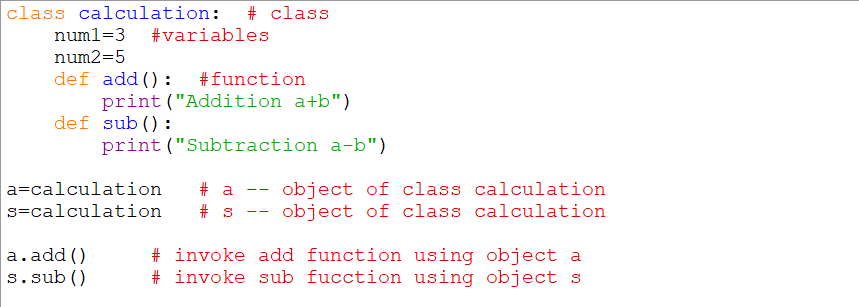 class calculation:  # class
    num1=3  #variables
    num2=5
    def add():  #function
        print("Addition a+b")
    def sub():
        print("Subtraction a-b")
a=calculation   # a -- object of class calculation
s=calculation   # s -- object of class calculation
a.add()     # invoke add function using object a
s.sub()     # invoke sub fucction using object s